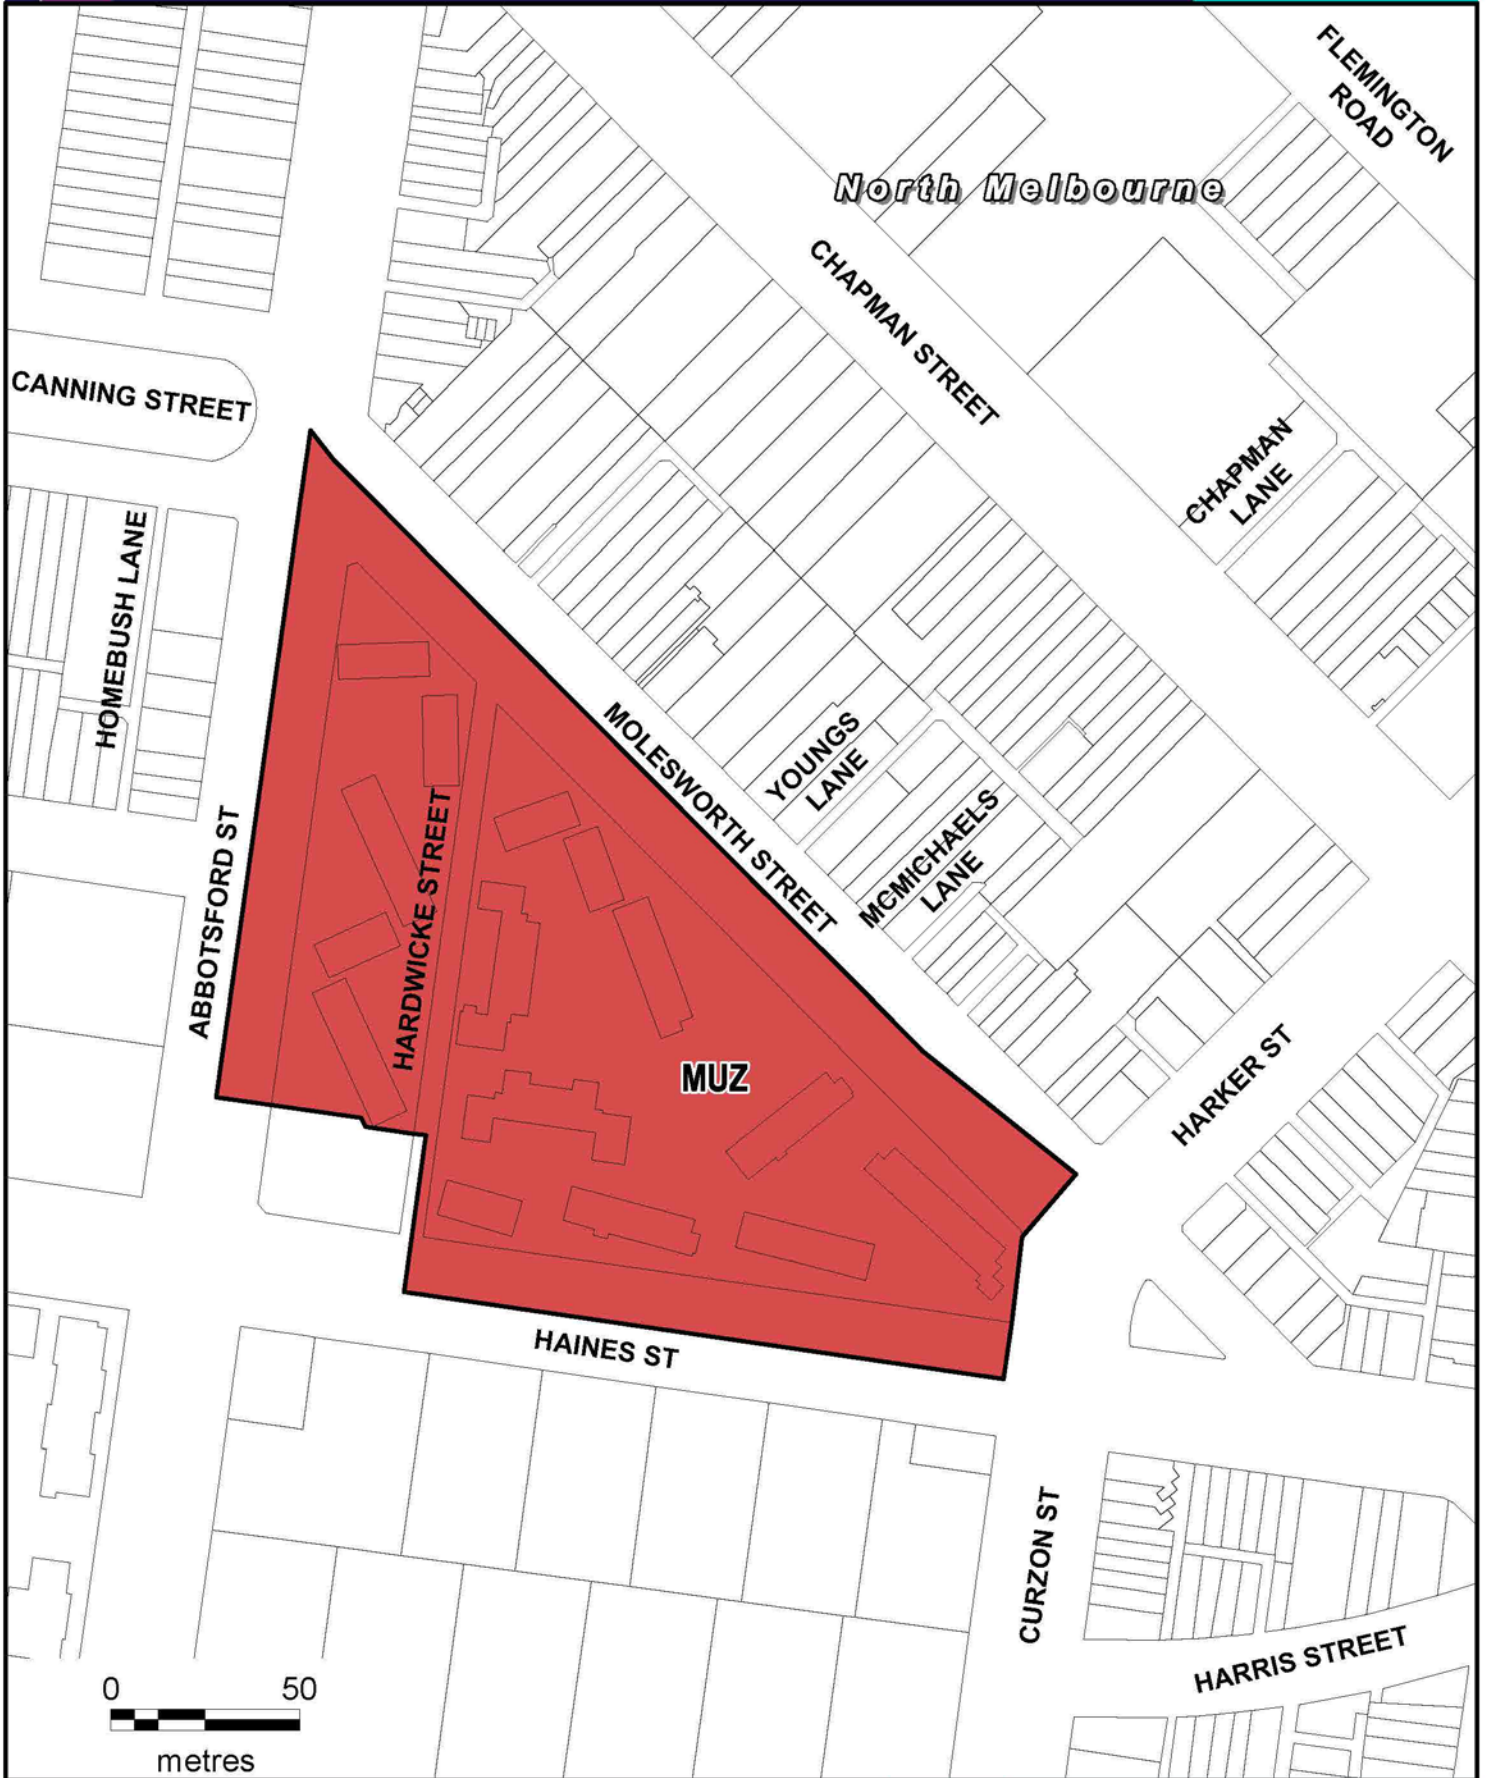 FLEMINGTON
ROAD
North Melbourne
CHAPMAN STREET
CANNING STREET
CHAPMAN
LANE
HOMEBUSH LANE
MOLESWORTH STREET
YOUNGS
LANE
MCMICHAELS
LANE
ABBOTSFORD ST
HARDWICKE STREET
MUZ
HARKER ST
HAINES ST
CURZON ST
HARRIS STREET
0 50
metres